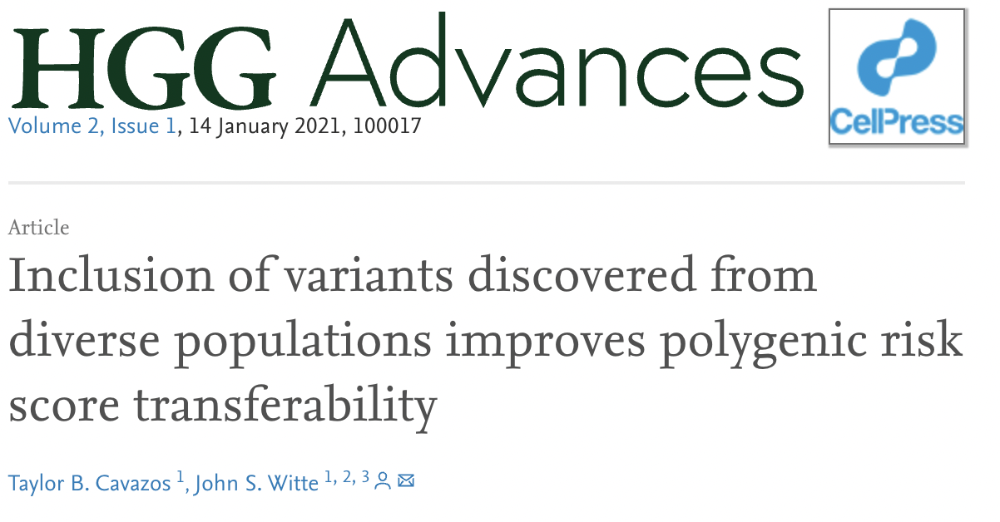 HGG Advances
CellPress
Volume 2, Issue 1, 14 January 2021, 100017
Article
Inclusion of variants discovered from
diverse populations improves polygenic risk
score transferability
Taylor B. Cavazos 1, John S. Witte 1, 2, 3